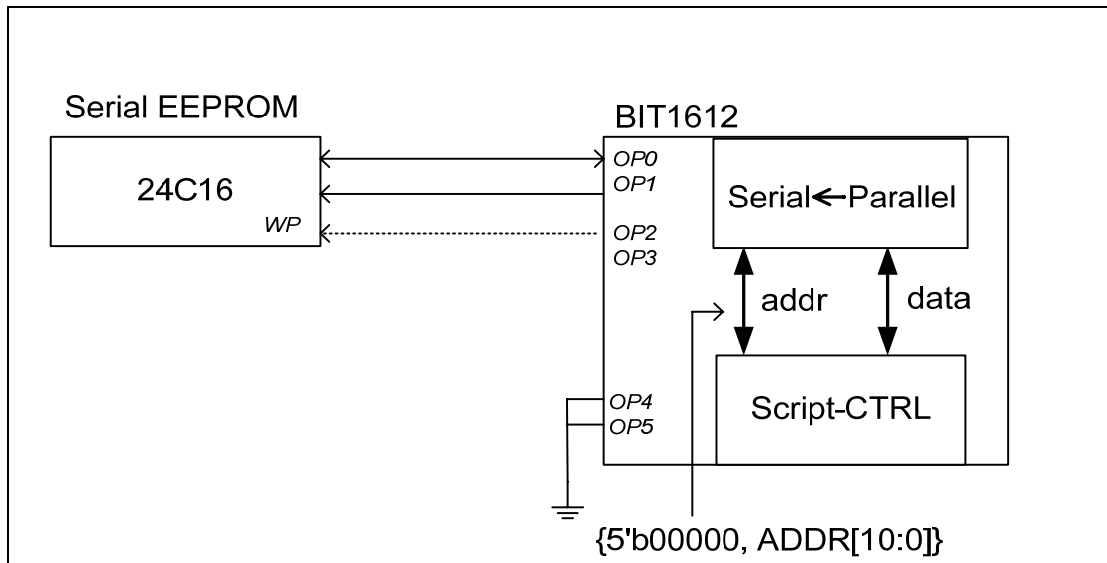 Serial EEPROM
24C16
WP
BIT1612
OP0
OP1
OP2
OP3
OP4
OP5
Serial←Parallel
addr
data
Script-CTRL
{5'b00000, ADDR[10:0]}